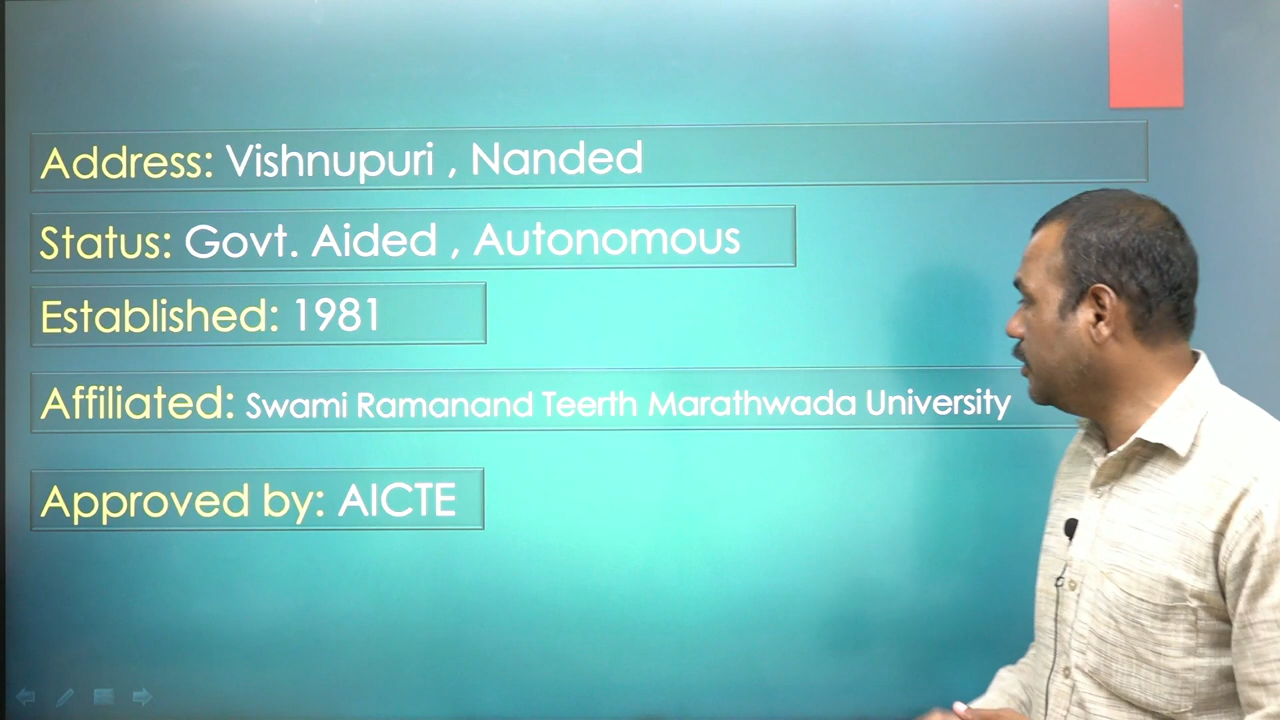 Address: Vishnupuri , Nanded
Status: Govt. Aided , Autonomous
Established: 1981
Affiliated: Swami Ramanand Teerth Marathwada University
Approved by: AICTE